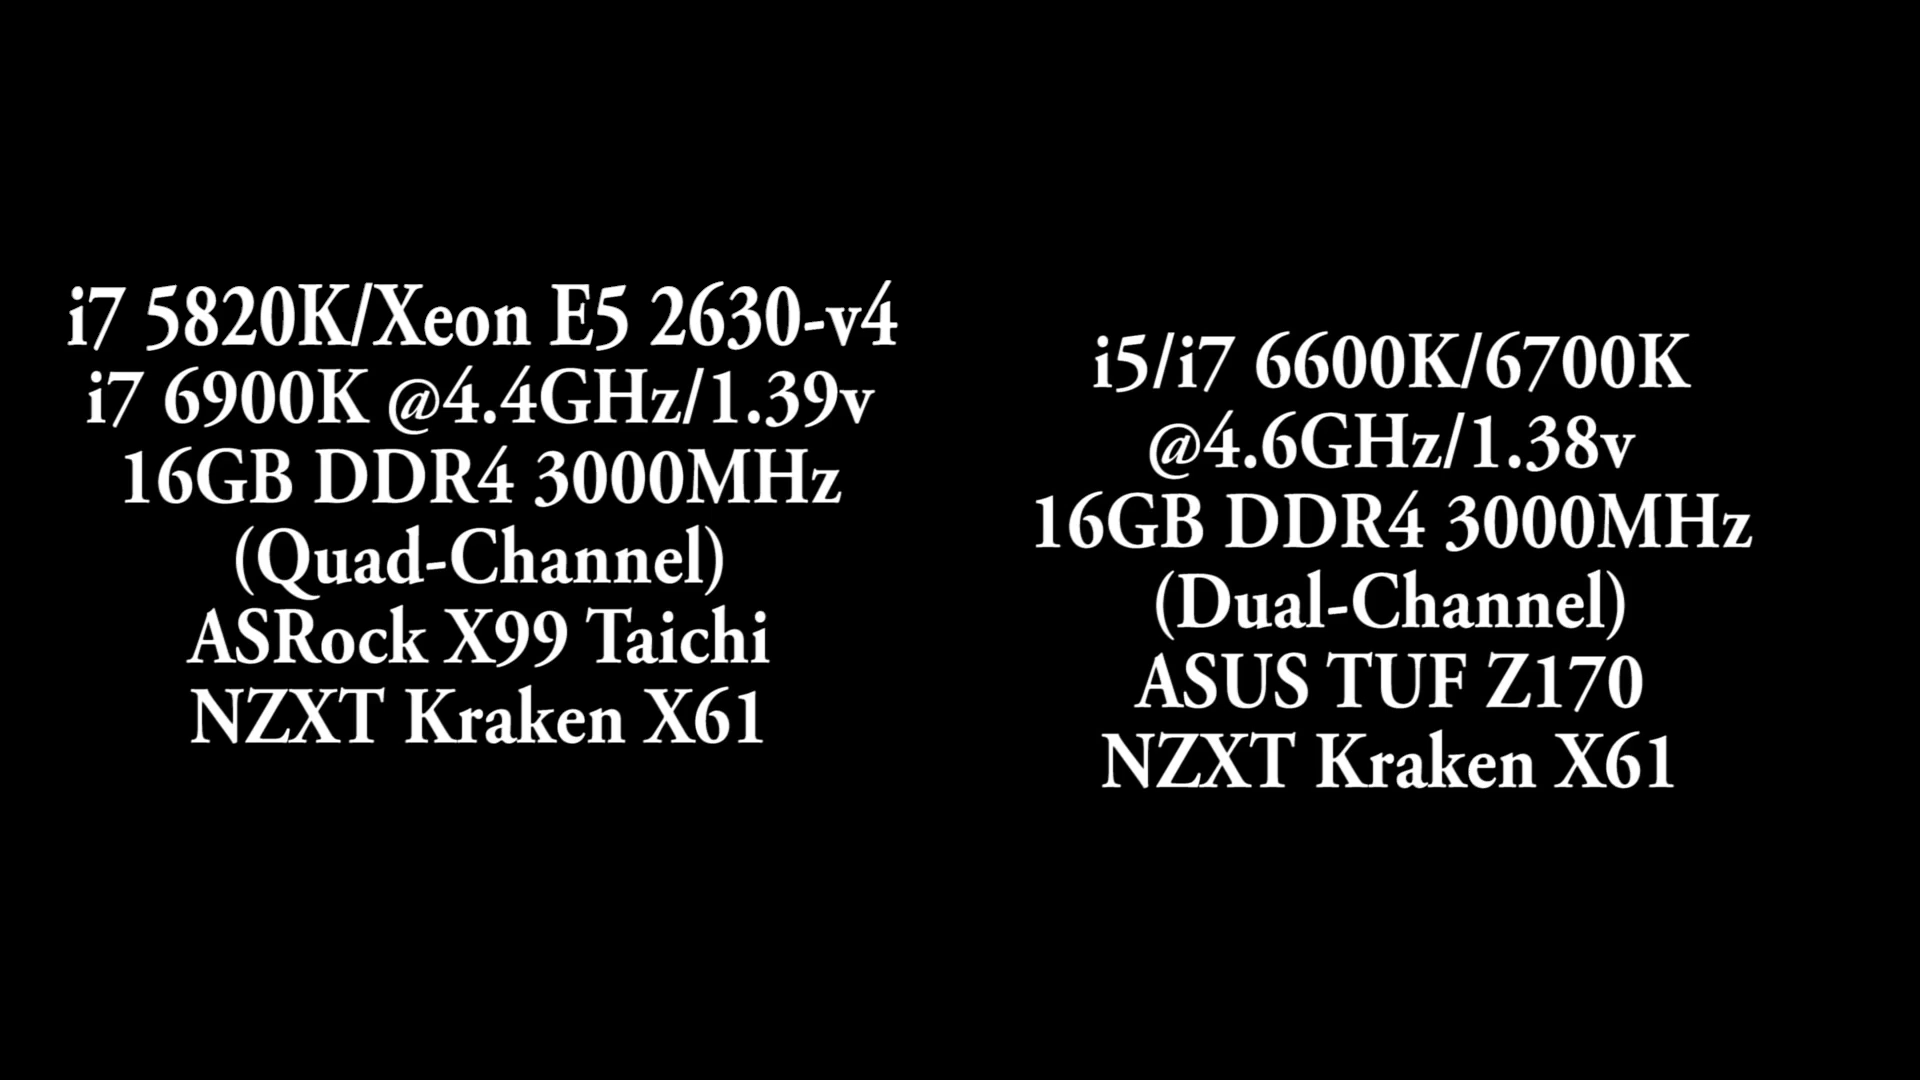 i7 5820K/Xeon E5 2630-v4
i7 6900K @4.4GHz/1.39v
16GB DDR4 3000MHz
(Quad-Channel)
ASRock X99 Taichi
NZXT Kraken X61
i5/i7 6600K/6700K
@4.6GHz/1.38v
16GB DDR4 3000MHz
(Dual-Channel)
ASUS TUF Z170
NZXT Kraken X61